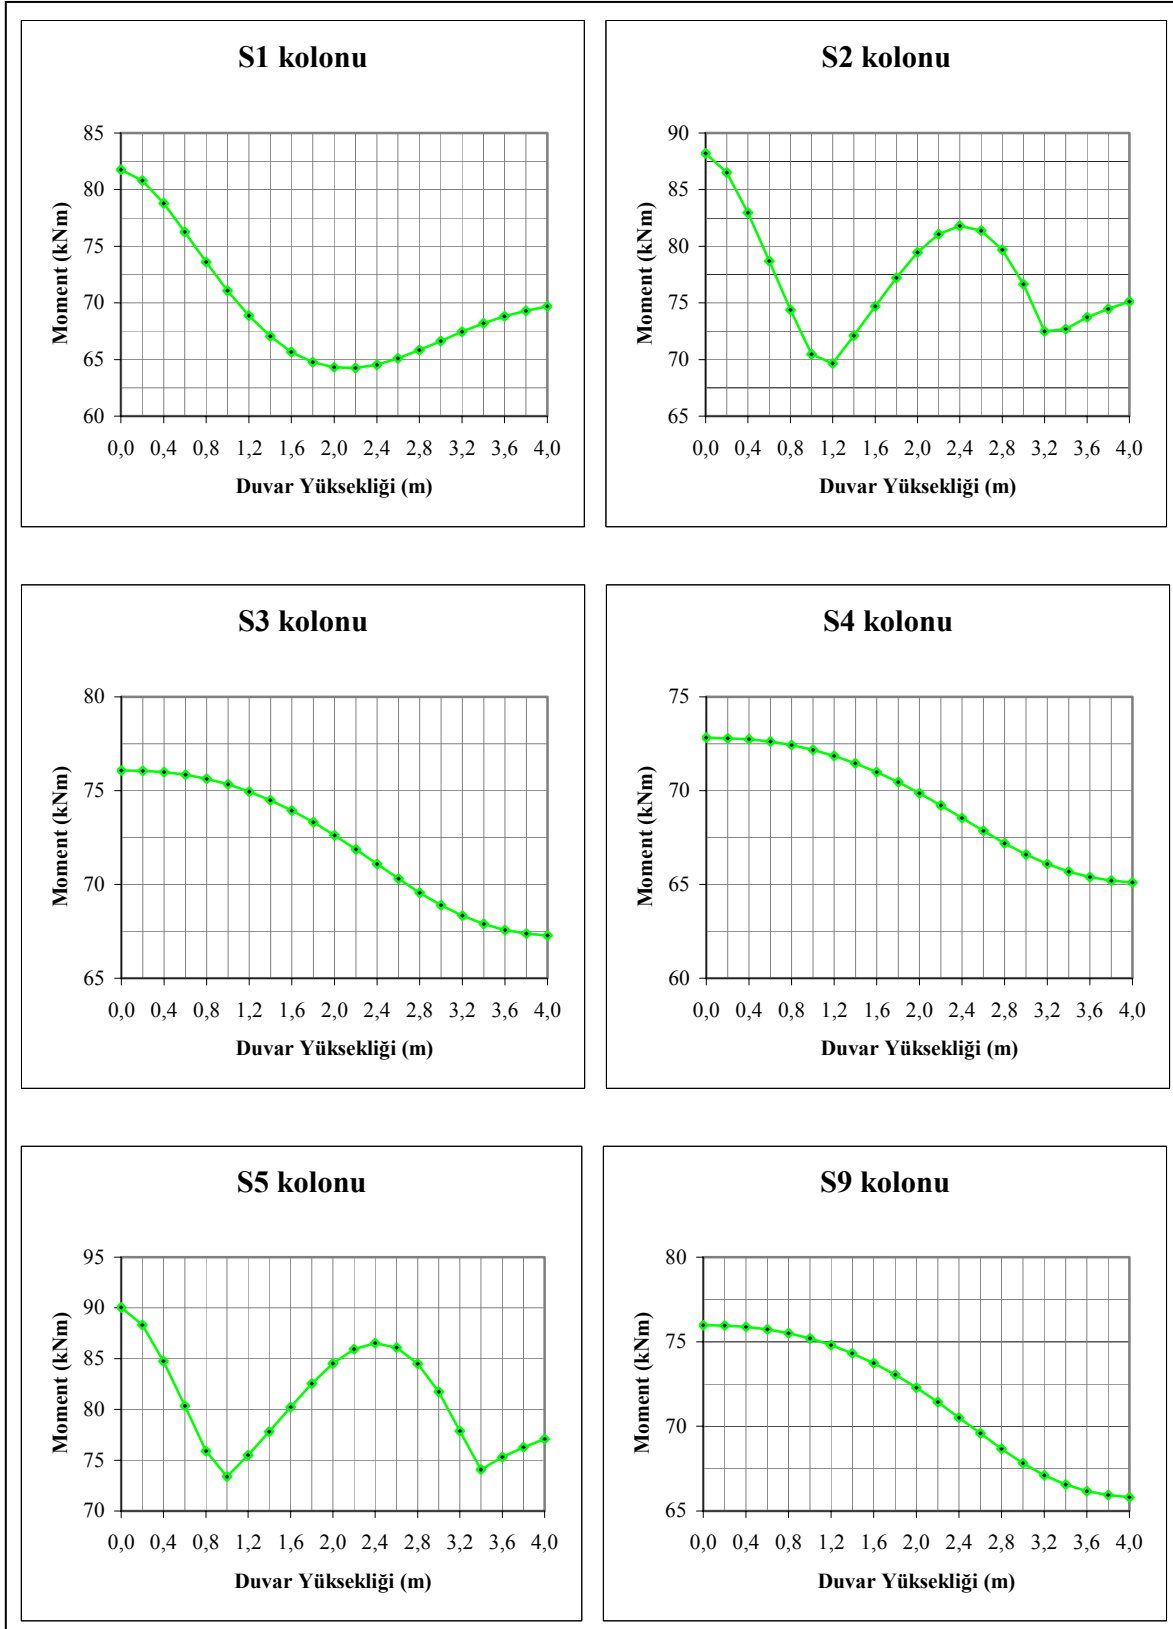 S1 kolonu
Moment (kNm)
85
80
75
70
65
60
0,0 0,4 0,8 1,2 1,6 2,0 2,4 2,8 3,2 3,6 4,0
Duvar Yüksekliği (m)
S2 kolonu
Moment (kNm)
90
85
80
75
70
65
0,0 0,4 0,8 1,2 1,6 2,0 2,4 2,8 3,2 3,6 4,0
Duvar Yüksekliği (m)
S3 kolonu
Moment (kNm)
80
75
70
65
0,0 0,4 0,8 1,2 1,6 2,0 2,4 2,8 3,2 3,6 4,0
Duvar Yüksekliği (m)
S4 kolonu
Moment (kNm)
75
70
65
60
0,0 0,4 0,8 1,2 1,6 2,0 2,4 2,8 3,2 3,6 4,0
Duvar Yüksekliği (m)
S5 kolonu
Moment (kNm)
95
90
85
80
75
70
0,0 0,4 0,8 1,2 1,6 2,0 2,4 2,8 3,2 3,6 4,0
Duvar Yüksekliği (m)
S9 kolonu
Moment (kNm)
80
75
70
65
0,0 0,4 0,8 1,2 1,6 2,0 2,4 2,8 3,2 3,6 4,0
Duvar Yüksekliği (m)